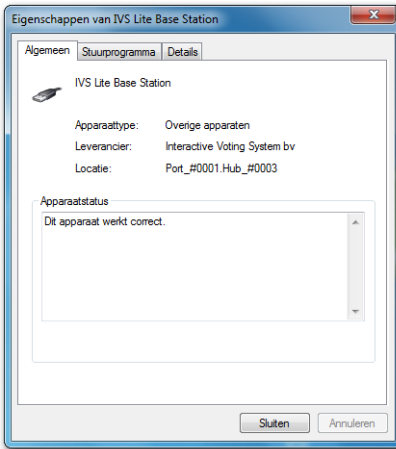 Eigenschappen van IVS Lite Base Station
Algemeen Stuurprogramma Details
IVS Lite Base Station
Apparaattype: Overige apparaten
Leverancier: Interactive Voting System bv
Locatie: Port_#0001.Hub_#0003
Apparaatstatus
Dit apparaat werkt correct.
Sluiten Annuleren